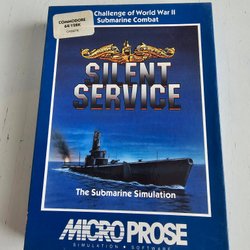 COMMODORE
64/128K
CASSETTE
Challenge of World War II
Submarine Combat
SILENT
SERVICE
The Submarine Simulation
MICRO PROSE
SIMULATION • SOFTWARE